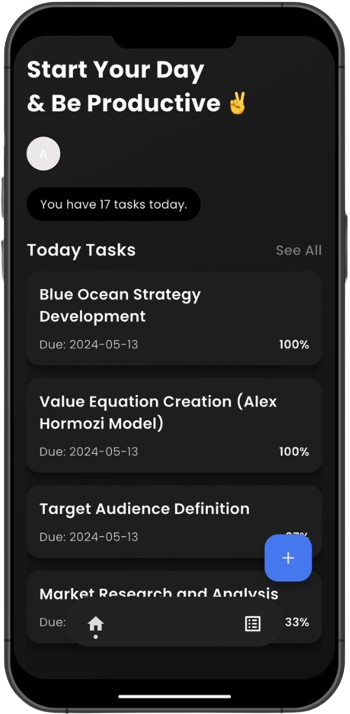 Start Your Day
& Be Productive ✌️
A
You have 17 tasks today.
Today Tasks
See All
Blue Ocean Strategy
Development
Due: 2024-05-13
100%
Value Equation Creation (Alex
Hormozi Model)
Due: 2024-05-13
100%
Target Audience Definition
Due: 2024-05-13
+
Market Research and Analysis
Due:
33%